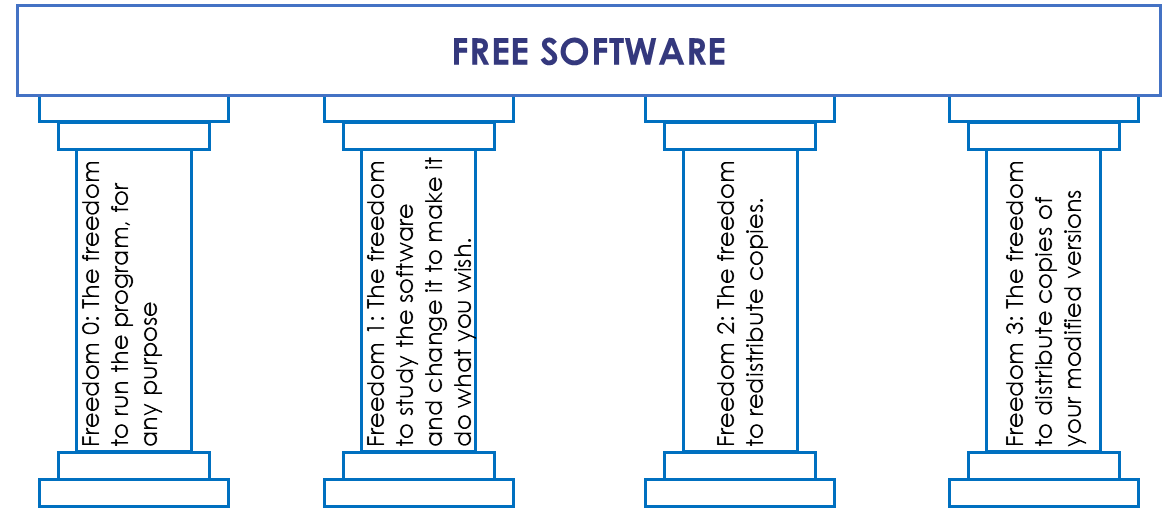 FREE SOFTWARE
Freedom 0: The freedom
to run the program, for
any purpose
Freedom 1: The freedom
to study the software
and change it to make it
do what you wish.
Freedom 2: The freedom
to redistribute copies.
Freedom 3: The freedom
to distribute copies of
your modified versions